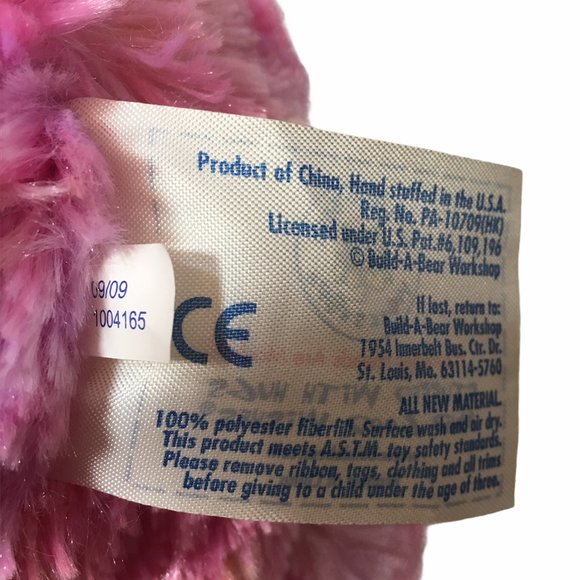 Product of China, Hand stuffed in the U.S.A.
Reg. No. PA-10709(HK)
Licensed under U.S. Pat.#6,109,196
© Build-A-Bear Workshop
If lost, return to:
Build-A-Bear Workshop
1954 Innerbelt Bus. Ctr. Dr.
St. Louis, Mo. 63114-5760
ALL NEW MATERIAL.
100% polyester fiberfill. Surface wash and air dry.
This product meets A.S.T.M. toy safety standards.
Please remove ribbon, tags, clothing and all trims
before giving to a child under the age of three.
CE
09/09
1004165